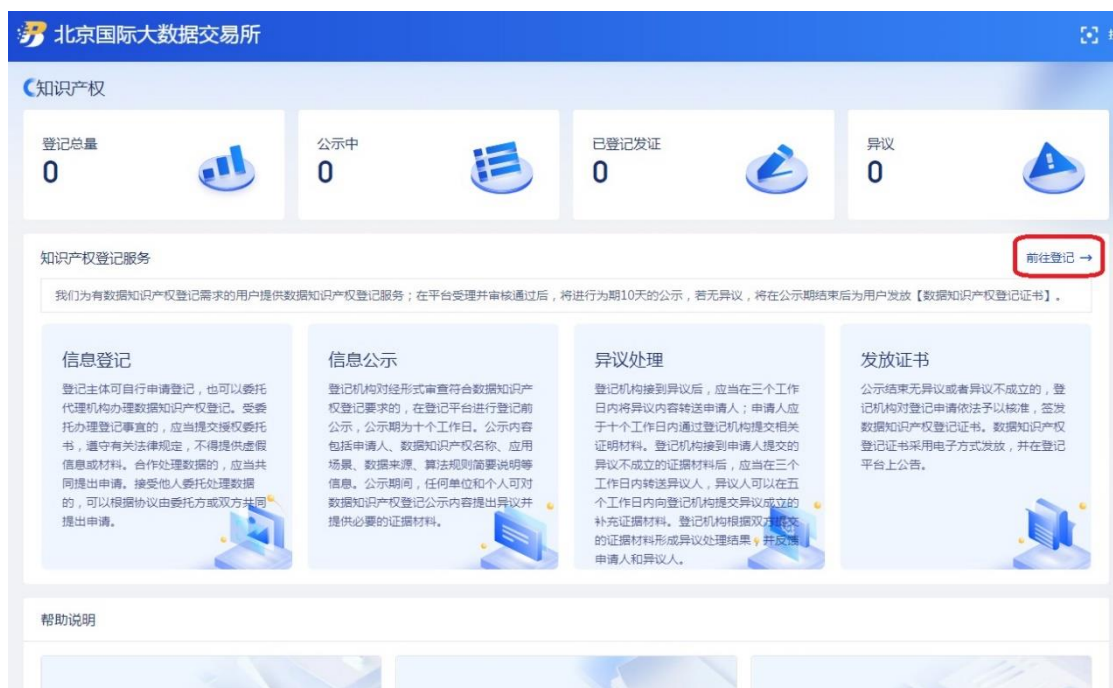 北京国际大数据交易所
知识产权
登记总量
0
公示中
0
已登记发证
0
异议
0
知识产权登记服务
前往登记 →
我们为有数据知识产权登记需求的用户提供数据知识产权登记服务；在平台受理并审核通过后，将进行为期10天的公示，若无异议，将在公示期结束后为用户发放【数据知识产权登记证书】。
信息登记
登记主体可自行申请登记，也可以委托
代理机构办理数据知识产权登记。受委
托办理登记事宜的，应当提交授权委托
书，遵守有关法律规定，不得提供虚假
信息或材料。合作处理数据的，应当共
同提出申请。接受他人委托处理数据
的，可以根据协议由委托方或双方共同
提出申请。
信息公示
登记机构对经形式审查符合数据知识产
权登记要求的，在登记平台进行登记前
公示，公示期为十个工作日。公示内容
包括申请人、数据知识产权名称、应用
场景、数据来源、算法规则简要说明等
信息。公示期间，任何单位和个人可对
数据知识产权登记公示内容提出异议并
提供必要的证据材料。
异议处理
登记机构接到异议后，应当在三个工作
日内将异议内容转送申请人；申请人应
于十个工作日内通过登记机构提交相关
证明材料。登记机构接到申请人提交的
异议不成立的证据材料后，应当在三个
工作日内转送异议人，异议人可以在五
个工作日内向登记机构提交异议成立的
补充证据材料。登记机构根据双方提交
的证据材料形成异议处理结果，并反馈
申请人和异议人。
发放证书
公示结束无异议或者异议不成立的，登
记机构对登记申请依法予以核准，签发
数据知识产权登记证书。数据知识产权
登记证书采用电子方式发放，并在登记
平台上公告。
帮助说明